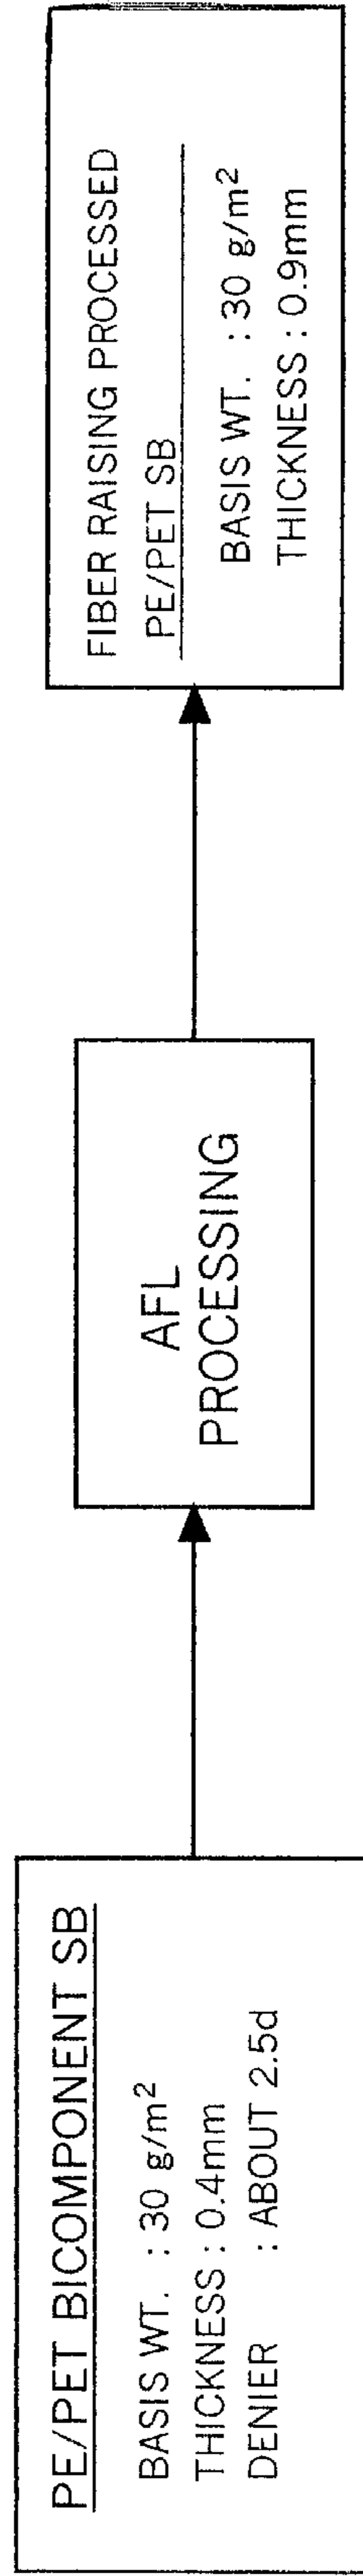 PE/PET BICOMPONENT SB
BASIS WT. : 30 g/m²
THICKNESS : 0.4mm
DENIER : ABOUT 2.5d
AFL
PROCESSING
FIBER RAISING PROCESSED
PE/PET SB
BASIS WT. : 30 g/m²
THICKNESS : 0.9mm